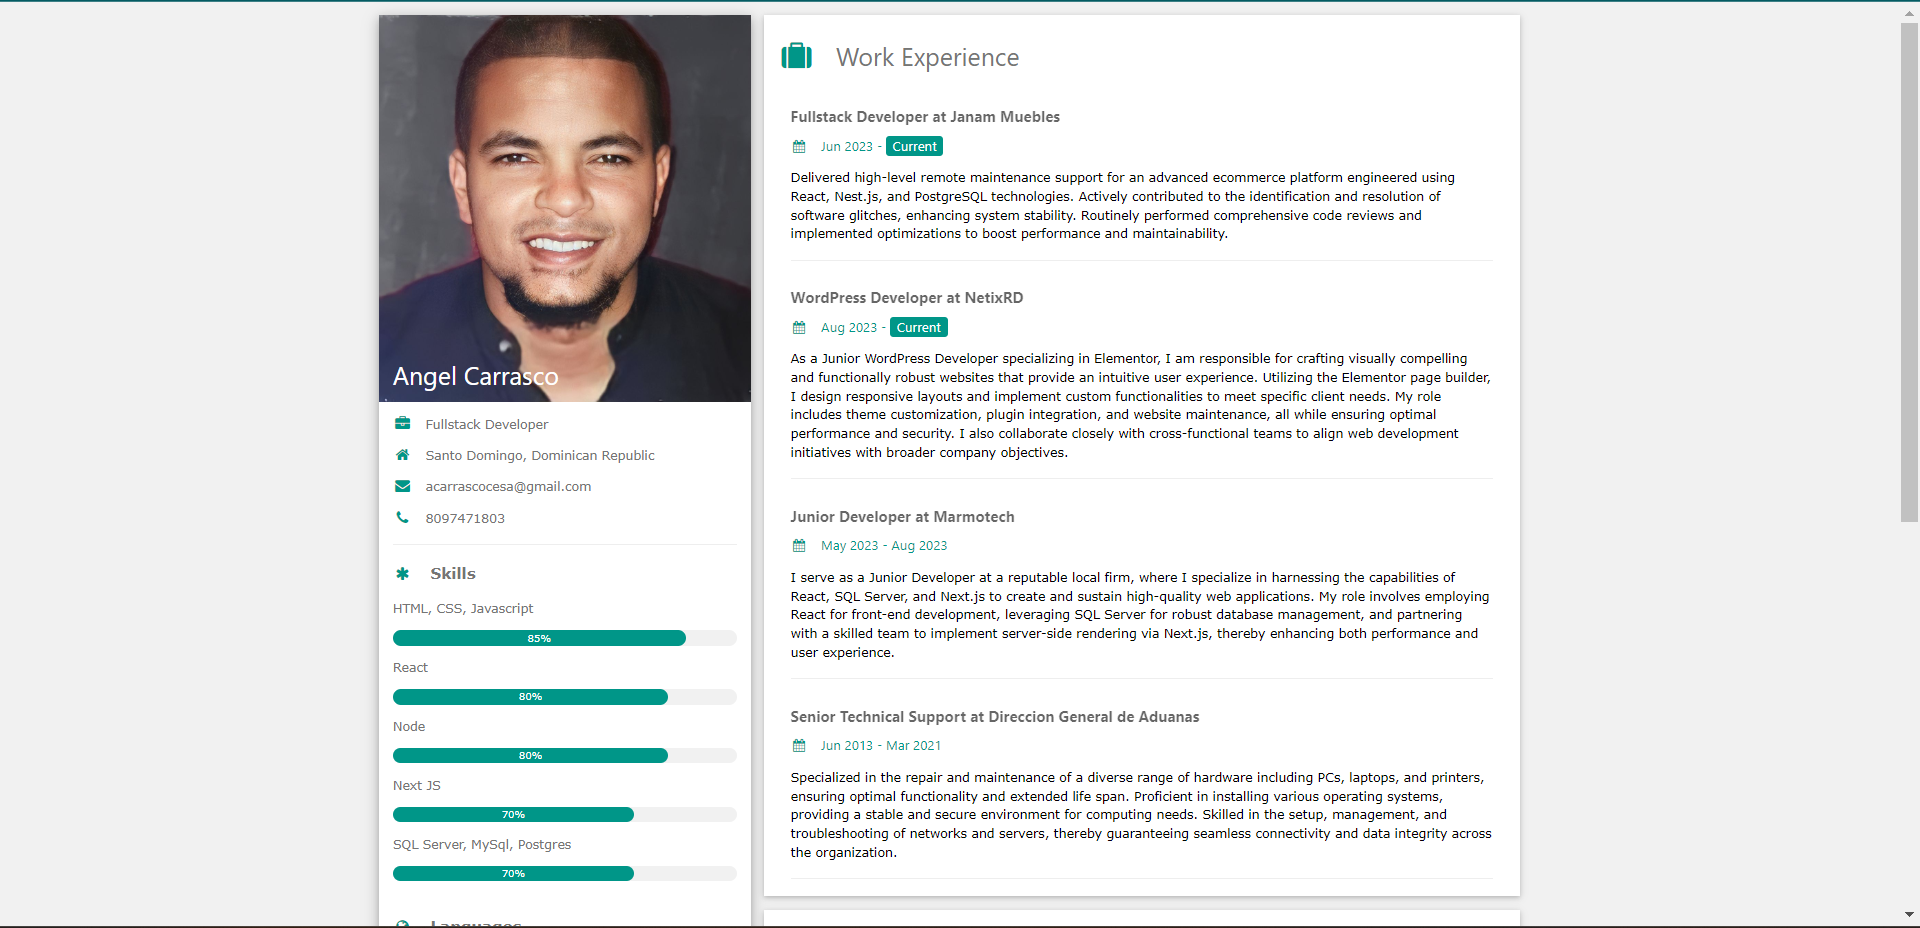 Angel Carrasco
Fullstack Developer
Santo Domingo, Dominican Republic
acarrascocesa@gmail.com
8097471803
Skills
HTML, CSS, Javascript
85%
React
80%
Node
80%
Next JS
70%
SQL Server, MySql, Postgres
70%
Languages
Work Experience
Fullstack Developer at Janam Muebles
Jun 2023 - Current
Delivered high-level remote maintenance support for an advanced ecommerce platform engineered using
React, Nest.js, and PostgreSQL technologies. Actively contributed to the identification and resolution of
software glitches, enhancing system stability. Routinely performed comprehensive code reviews and
implemented optimizations to boost performance and maintainability.
WordPress Developer at NetixRD
Aug 2023 - Current
As a Junior WordPress Developer specializing in Elementor, I am responsible for crafting visually compelling
and functionally robust websites that provide an intuitive user experience. Utilizing the Elementor page builder,
I design responsive layouts and implement custom functionalities to meet specific client needs. My role
includes theme customization, plugin integration, and website maintenance, all while ensuring optimal
performance and security. I also collaborate closely with cross-functional teams to align web development
initiatives with broader company objectives.
Junior Developer at Marmotech
May 2023 - Aug 2023
I serve as a Junior Developer at a reputable local firm, where I specialize in harnessing the capabilities of
React, SQL Server, and Next.js to create and sustain high-quality web applications. My role involves employing
React for front-end development, leveraging SQL Server for robust database management, and partnering
with a skilled team to implement server-side rendering via Next.js, thereby enhancing both performance and
user experience.
Senior Technical Support at Direccion General de Aduanas
Jun 2013 - Mar 2021
Specialized in the repair and maintenance of a diverse range of hardware including PCs, laptops, and printers,
ensuring optimal functionality and extended life span. Proficient in installing various operating systems,
providing a stable and secure environment for computing needs. Skilled in the setup, management, and
troubleshooting of networks and servers, thereby guaranteeing seamless connectivity and data integrity across
the organization.